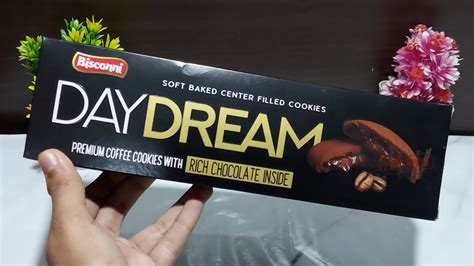 Bisconni
SOFT BAKED CENTER FILLED COOKIES
DAYDREAM
PREMIUM COFFEE COOKIES WITH RICH CHOCOLATE INSIDE